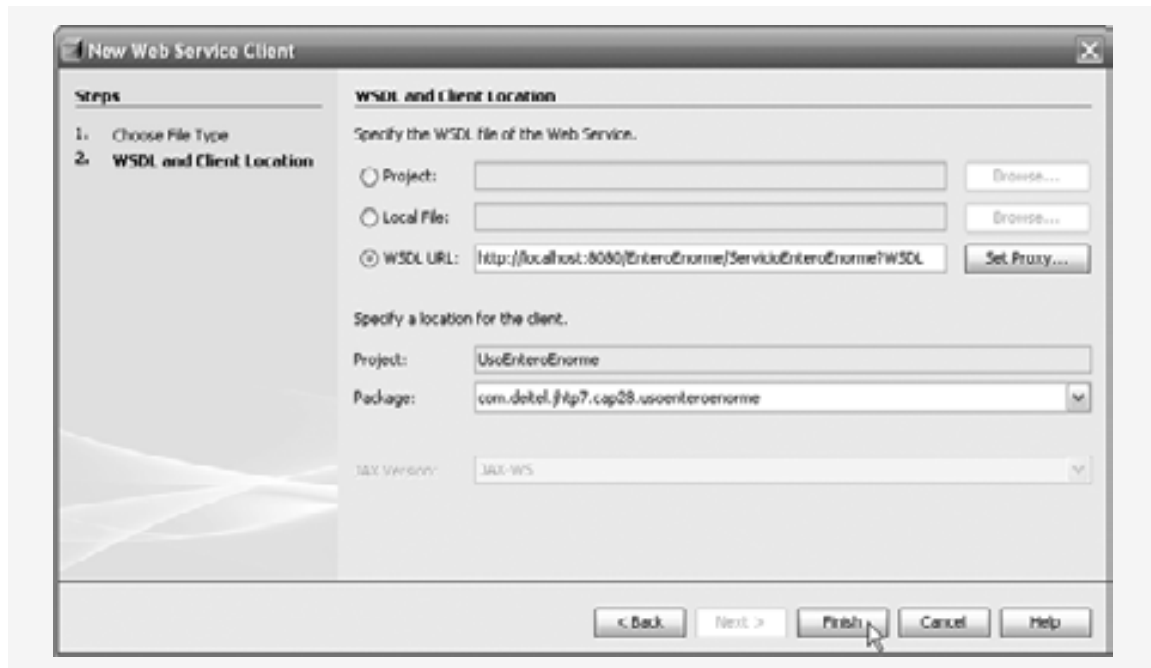 New Web Service Client
Steps
1. Choose File Type
2. WSDL and Client Location
WSDL and Client Location
Specify the WSDL file of the Web Service.
Project:
Browse...
Local File:
Browse...
WSDL URL: http://localhost:8080/EnteroEnorme/ServicioEnteroEnorme?WSDL
Set Proxy...
Specify a location for the client.
Project: UsoEnteroEnorme
Package: com.deitel.jhtp7.cap28.usoenteroenorme
JAX Version: JAX-WS
< Back
Next >
Finish
Cancel
Help